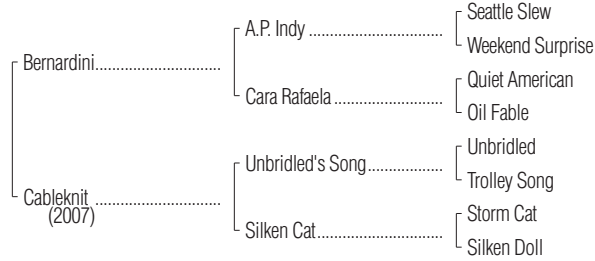 Seattle Slew
A.P. Indy
Weekend Surprise
Bernardini
Quiet American
Cara Rafaela
Oil Fable
Unbridled
Unbridled's Song
Trolley Song
Cableknit
(2007)
Storm Cat
Silken Cat
Silken Doll